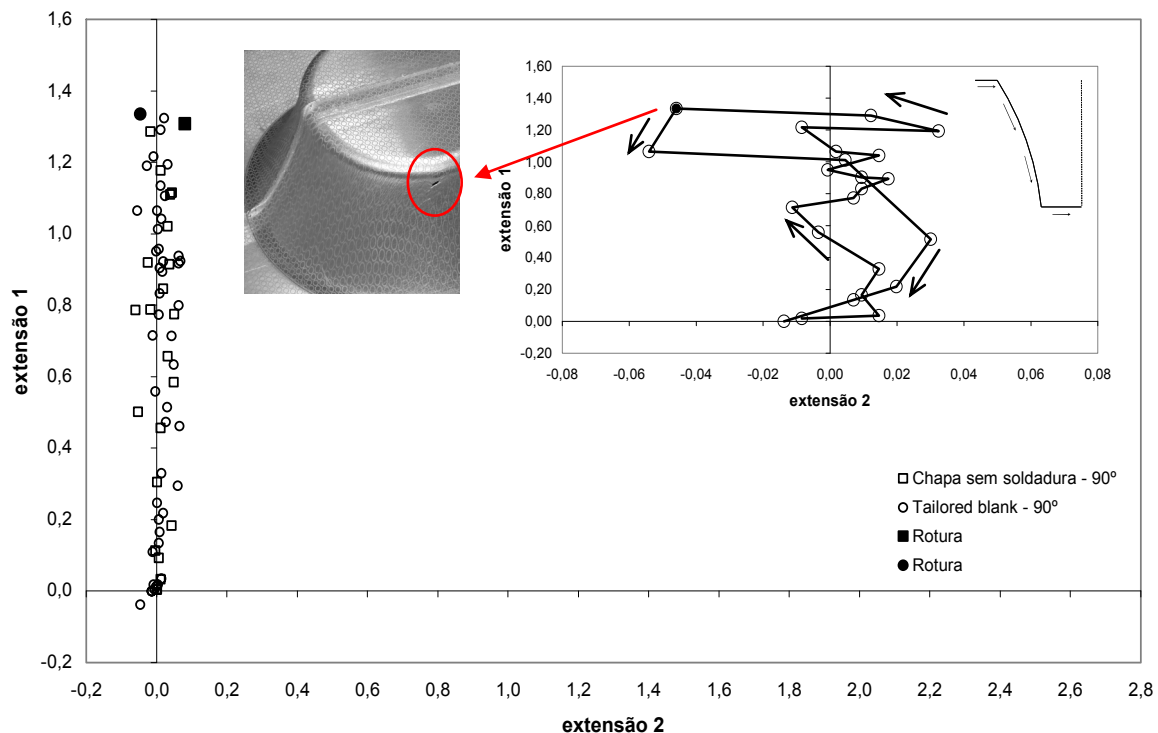 1,6
1,4
1,2
1,0
0,8
0,6
0,4
0,2
0,0
-0,2
extensão 1
-0,2 0,0 0,2 0,4 0,6 0,8 1,0 1,2 1,4 1,6 1,8 2,0 2,2 2,4 2,6 2,8
extensão 2
1,60
1,40
1,20
1,00
0,80
0,60
0,40
0,20
0,00
-0,20
extensão 1
-0,08 -0,06 -0,04 -0,02 0,00 0,02 0,04 0,06 0,08
extensão 2
Chapa sem soldadura - 90º
Tailored blank - 90º
Rotura
Rotura